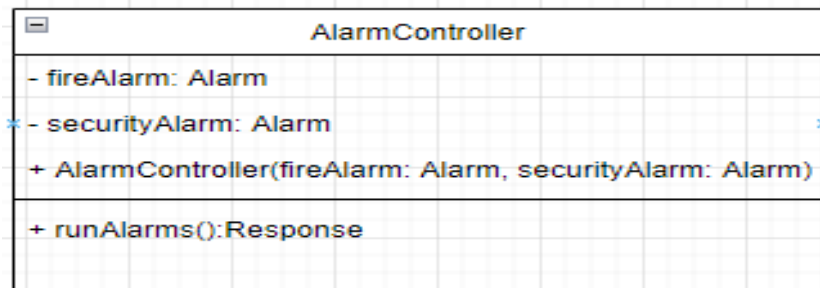 AlarmController
- fireAlarm: Alarm
- securityAlarm: Alarm
+ AlarmController(fireAlarm: Alarm, securityAlarm: Alarm)
+ runAlarms():Response